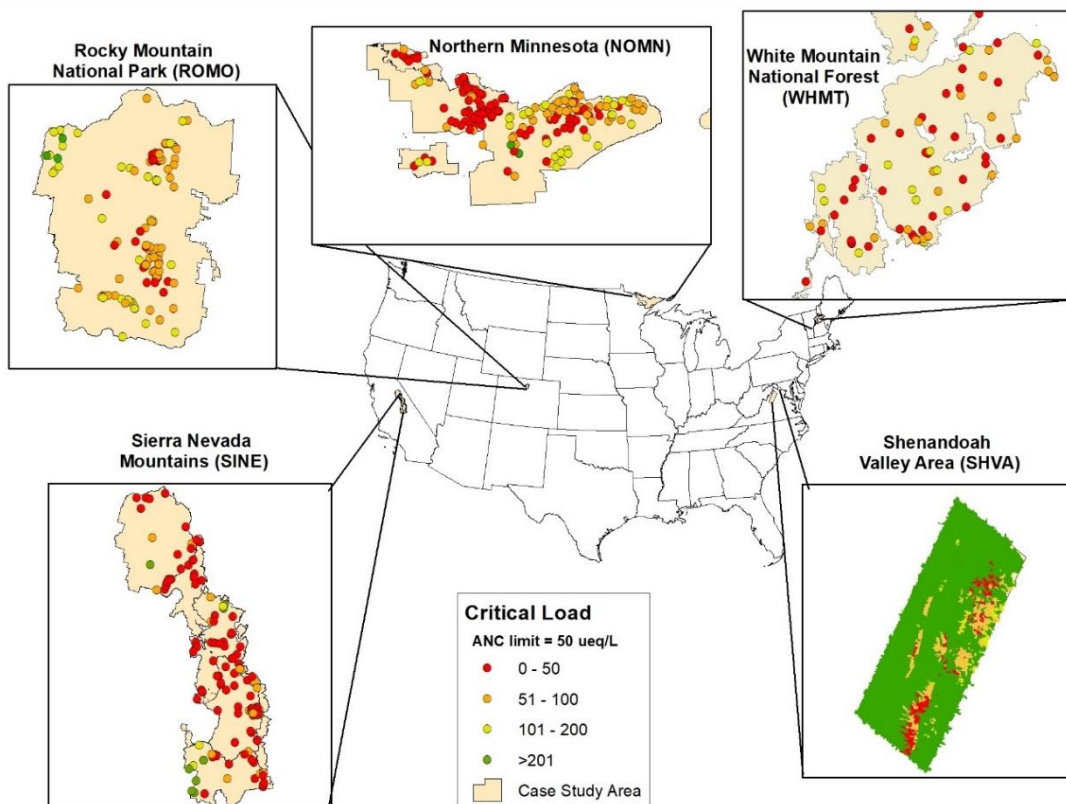 Rocky Mountain
National Park (ROMO)
Northern Minnesota (NOMN)
White Mountain
National Forest
(WHMT)
Sierra Nevada
Mountains (SINE)
Shenandoah
Valley Area (SHVA)
Critical Load
ANC limit = 50 ueq/L
0 - 50
51 - 100
101 - 200
>201
Case Study Area